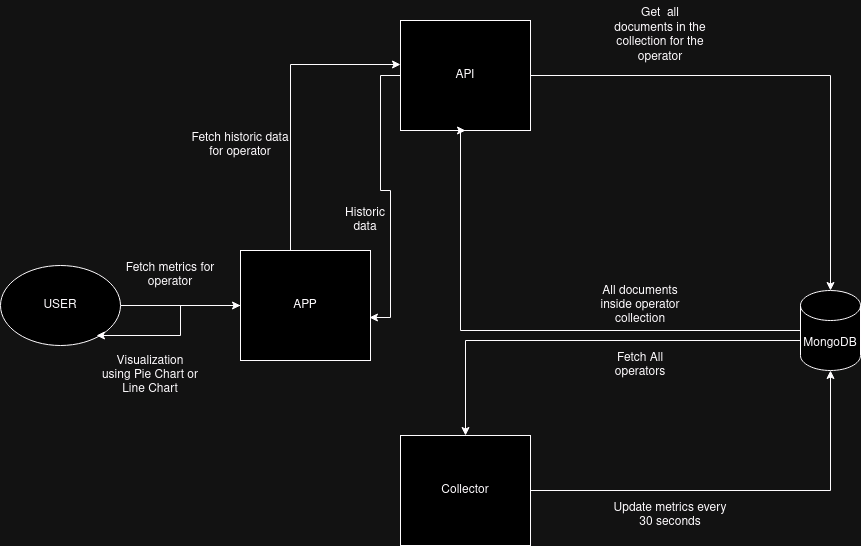 Get  all
documents in the
collection for the
operator
API
Fetch historic data
for operator
Historic
data
Fetch metrics for
operator
USER
APP
Visualization
using Pie Chart or
Line Chart
All documents
inside operator
collection
MongoDB
Fetch All
operators
Collector
Update metrics every
30 seconds